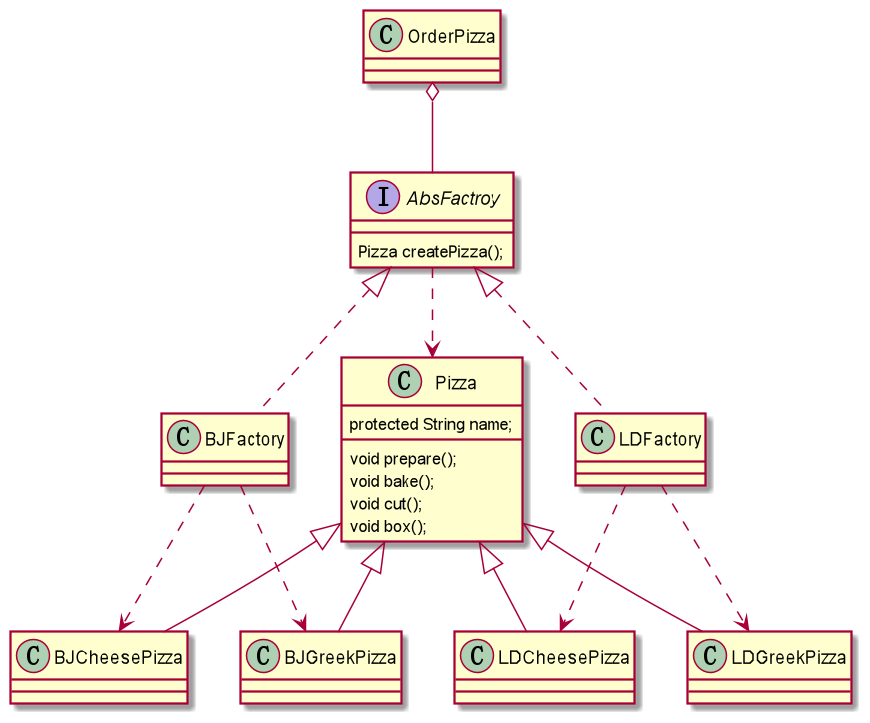 C OrderPizza
I AbsFactroy
Pizza createPizza();
C Pizza
protected String name;
void prepare();
void bake();
void cut();
void box();
C BJFactory
C LDFactory
C BJCheesePizza
C BJGreekPizza
C LDCheesePizza
C LDGreekPizza